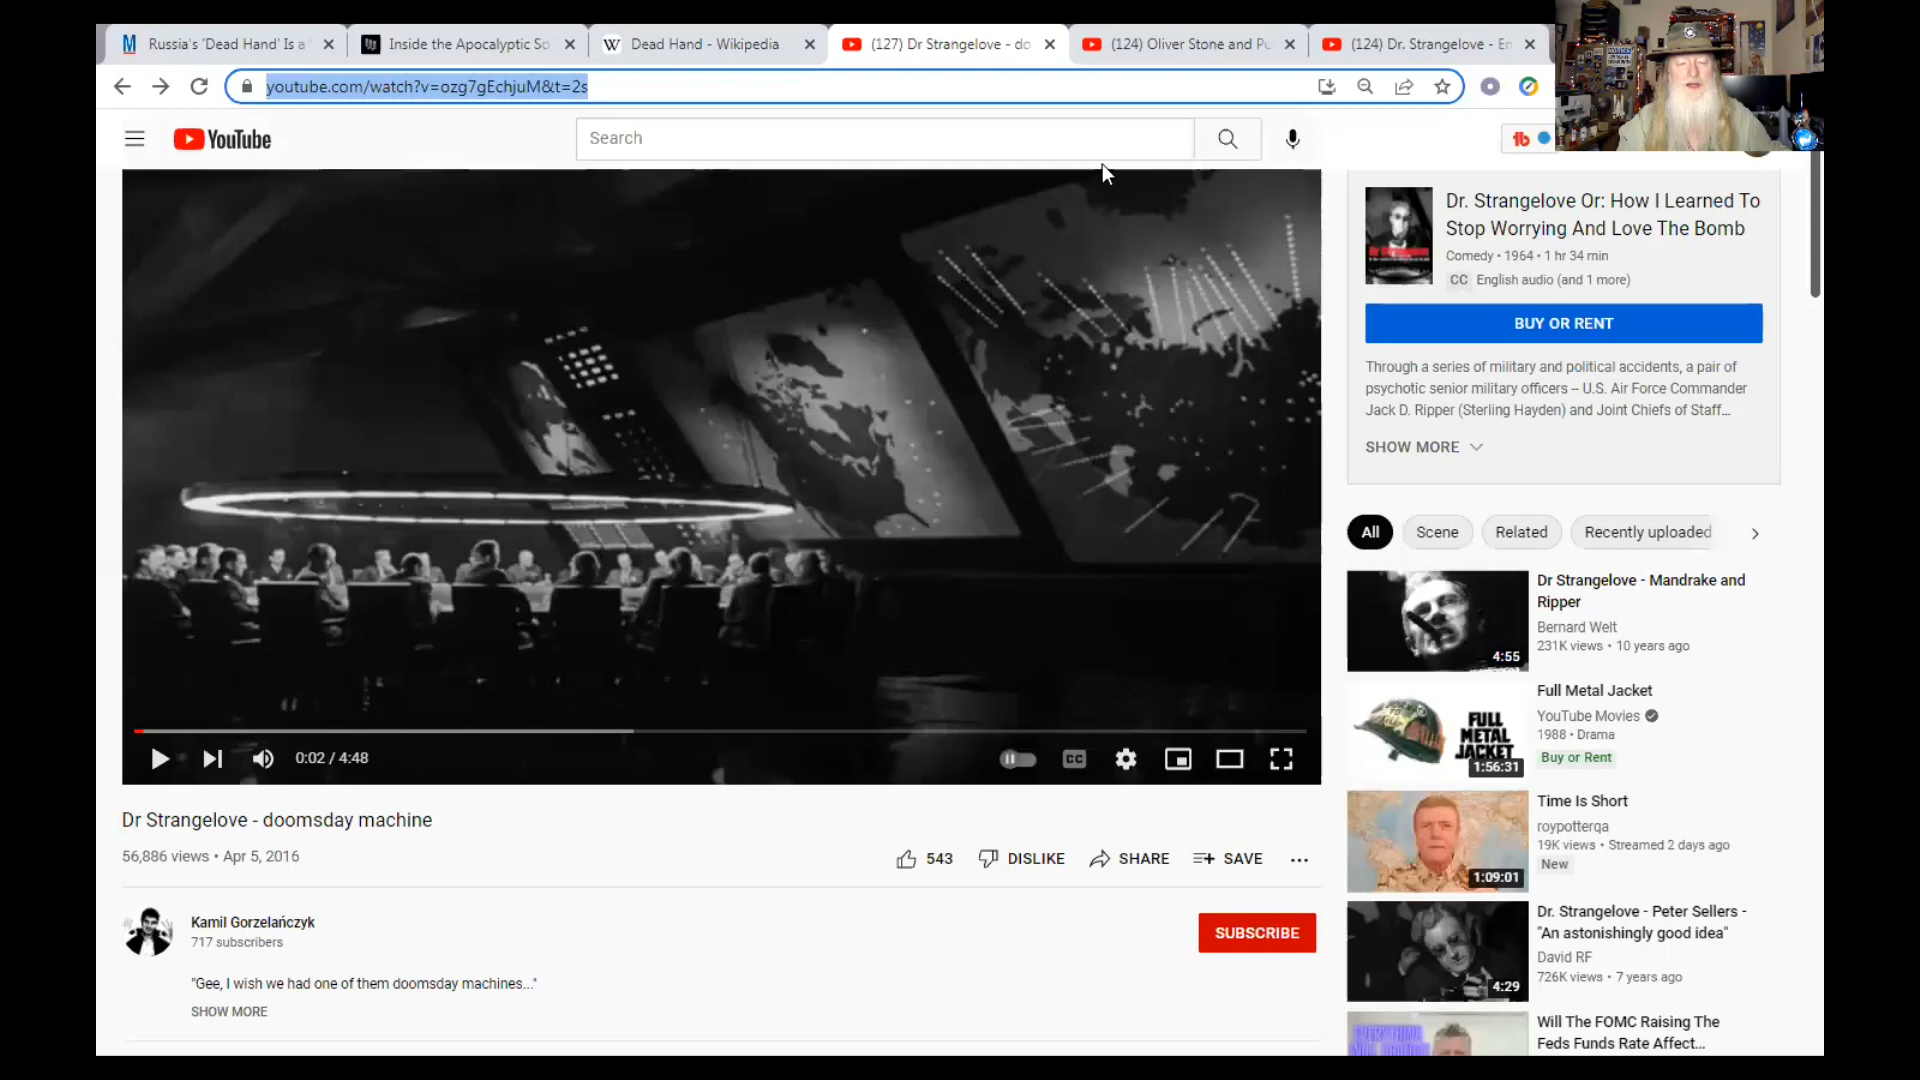 Russia's 'Dead Hand' Is a
Inside the Apocalyptic So
W Dead Hand - Wikipedia
(127) Dr Strangelove - do
(124) Oliver Stone and Pu
(124) Dr. Strangelove - En
youtube.com/watch?v=ozg7gEchjuM&t=2s
YouTube
Search
tb
Dr. Strangelove Or: How I Learned To
Stop Worrying And Love The Bomb
Comedy • 1964 • 1 hr 34 min
CC English audio (and 1 more)
BUY OR RENT
Through a series of military and political accidents, a pair of
psychotic senior military officers – U.S. Air Force Commander
Jack D. Ripper (Sterling Hayden) and Joint Chiefs of Staff...
SHOW MORE
All Scene Related Recently uploaded
Dr Strangelove - Mandrake and
Ripper
Bernard Welt
231K views • 10 years ago
4:55
Full Metal Jacket
YouTube Movies
1988 • Drama
Buy or Rent
FULL
METAL
JACKET
1:56:31
Time Is Short
roypotterqa
19K views • Streamed 2 days ago
New
1:09:01
Dr. Strangelove - Peter Sellers -
"An astonishingly good idea"
David RF
726K views • 7 years ago
4:29
Will The FOMC Raising The
Feds Funds Rate Affect...
0:02 / 4:48
CC
Dr Strangelove - doomsday machine
56,886 views • Apr 5, 2016
543 DISLIKE SHARE SAVE
Kamil Gorzelańczyk
717 subscribers
SUBSCRIBE
"Gee, I wish we had one of them doomsday machines..."
SHOW MORE